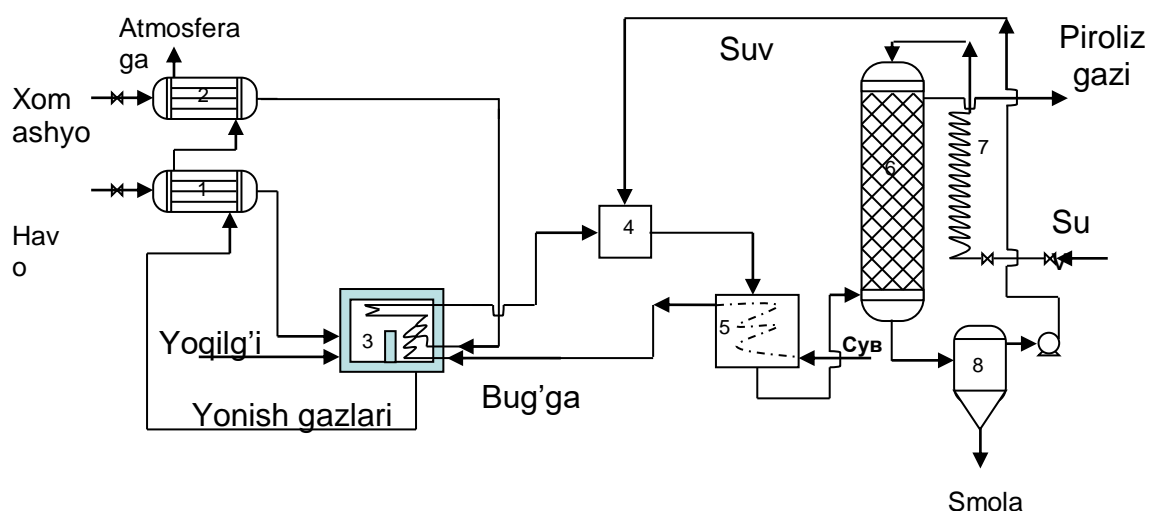 Atmosfera
ga
Suv
Piroliz
gazi
Xom
ashyo
2
7
6
1
Su
v
4
Hav
o
Yoqilg’i
3
5
Сув
Bug’ga
8
Yonish gazlari
Smola